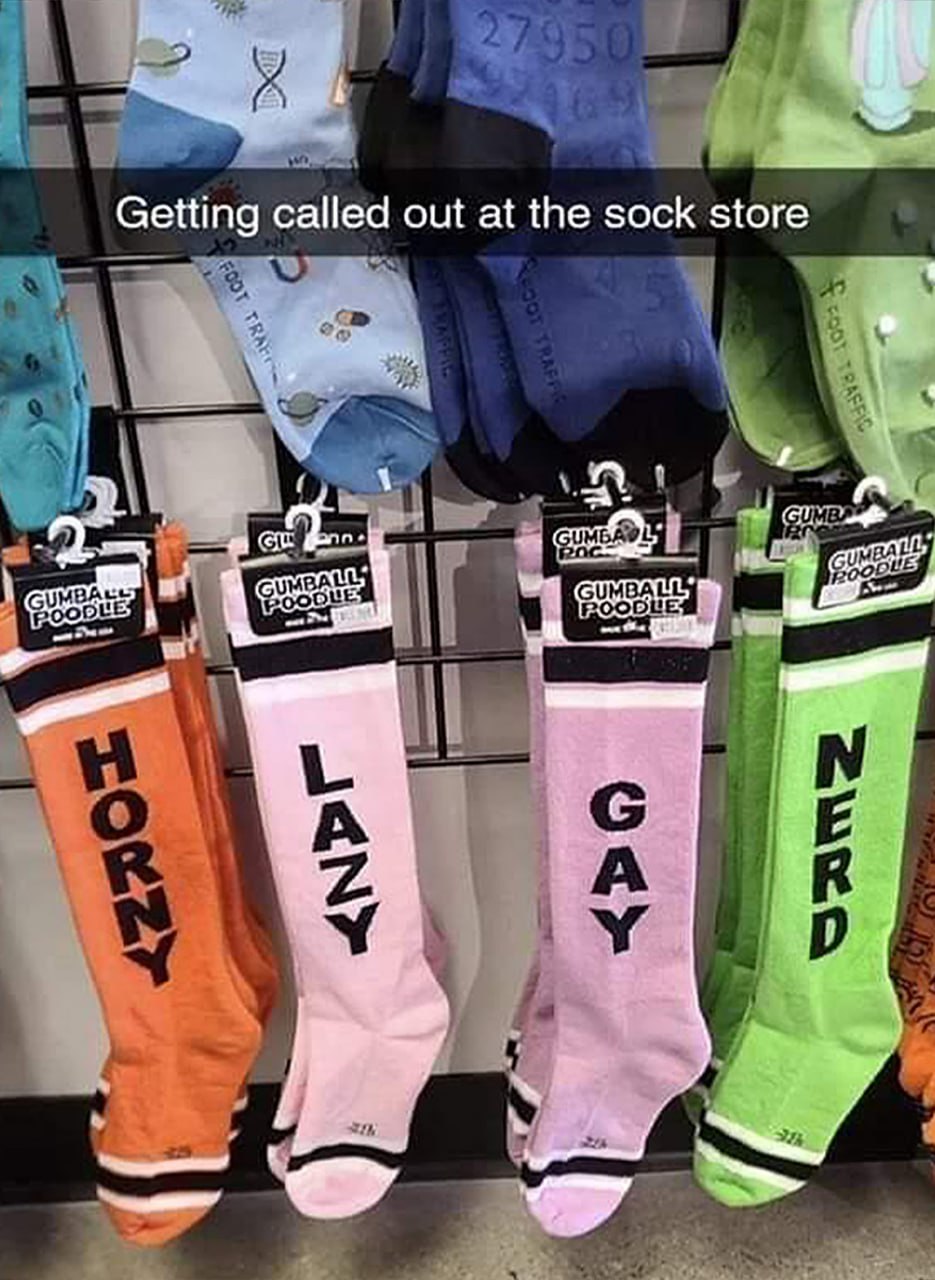 27950
Getting called out at the sock store
FOOT TRAFFIC
FOOT TRAFFIC
FOOT TRAFFIC
TRAFFIC
GUMBALL
POODLE
GUMBALL
POODLE
GUMBALL
POODLE
GUMBALL
POODLE
HORNY
LAZY
GAY
NERD